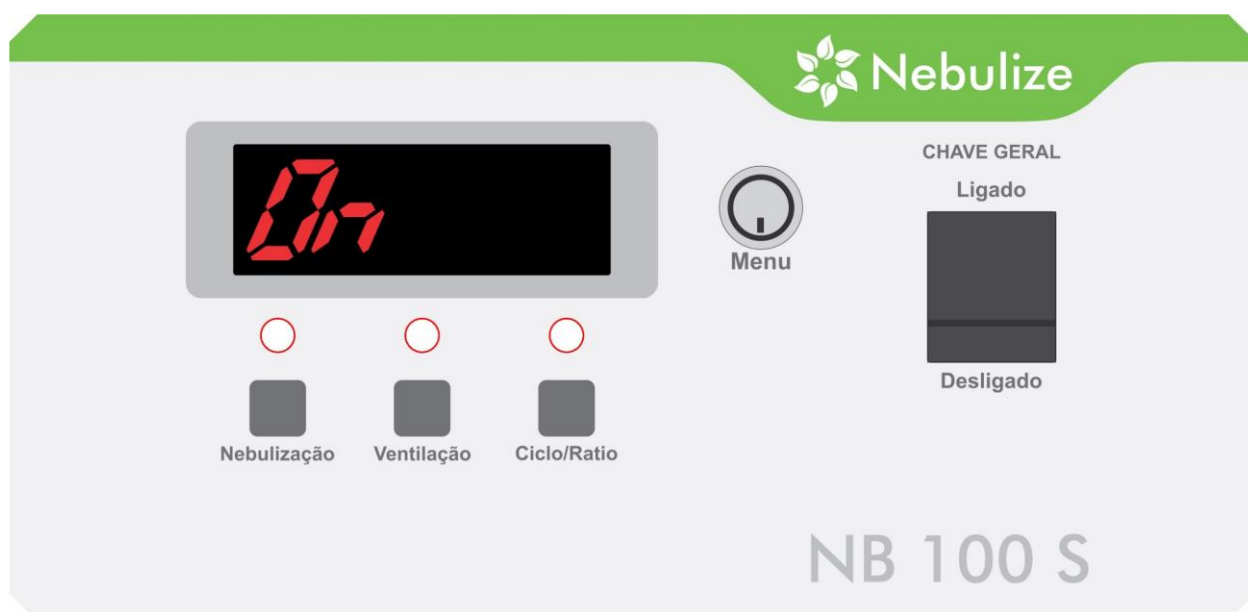 Nebulize
CHAVE GERAL
Ligado
On
Menu
Desligado
Nebulização Ventilação Ciclo/Ratio
NB 100 S